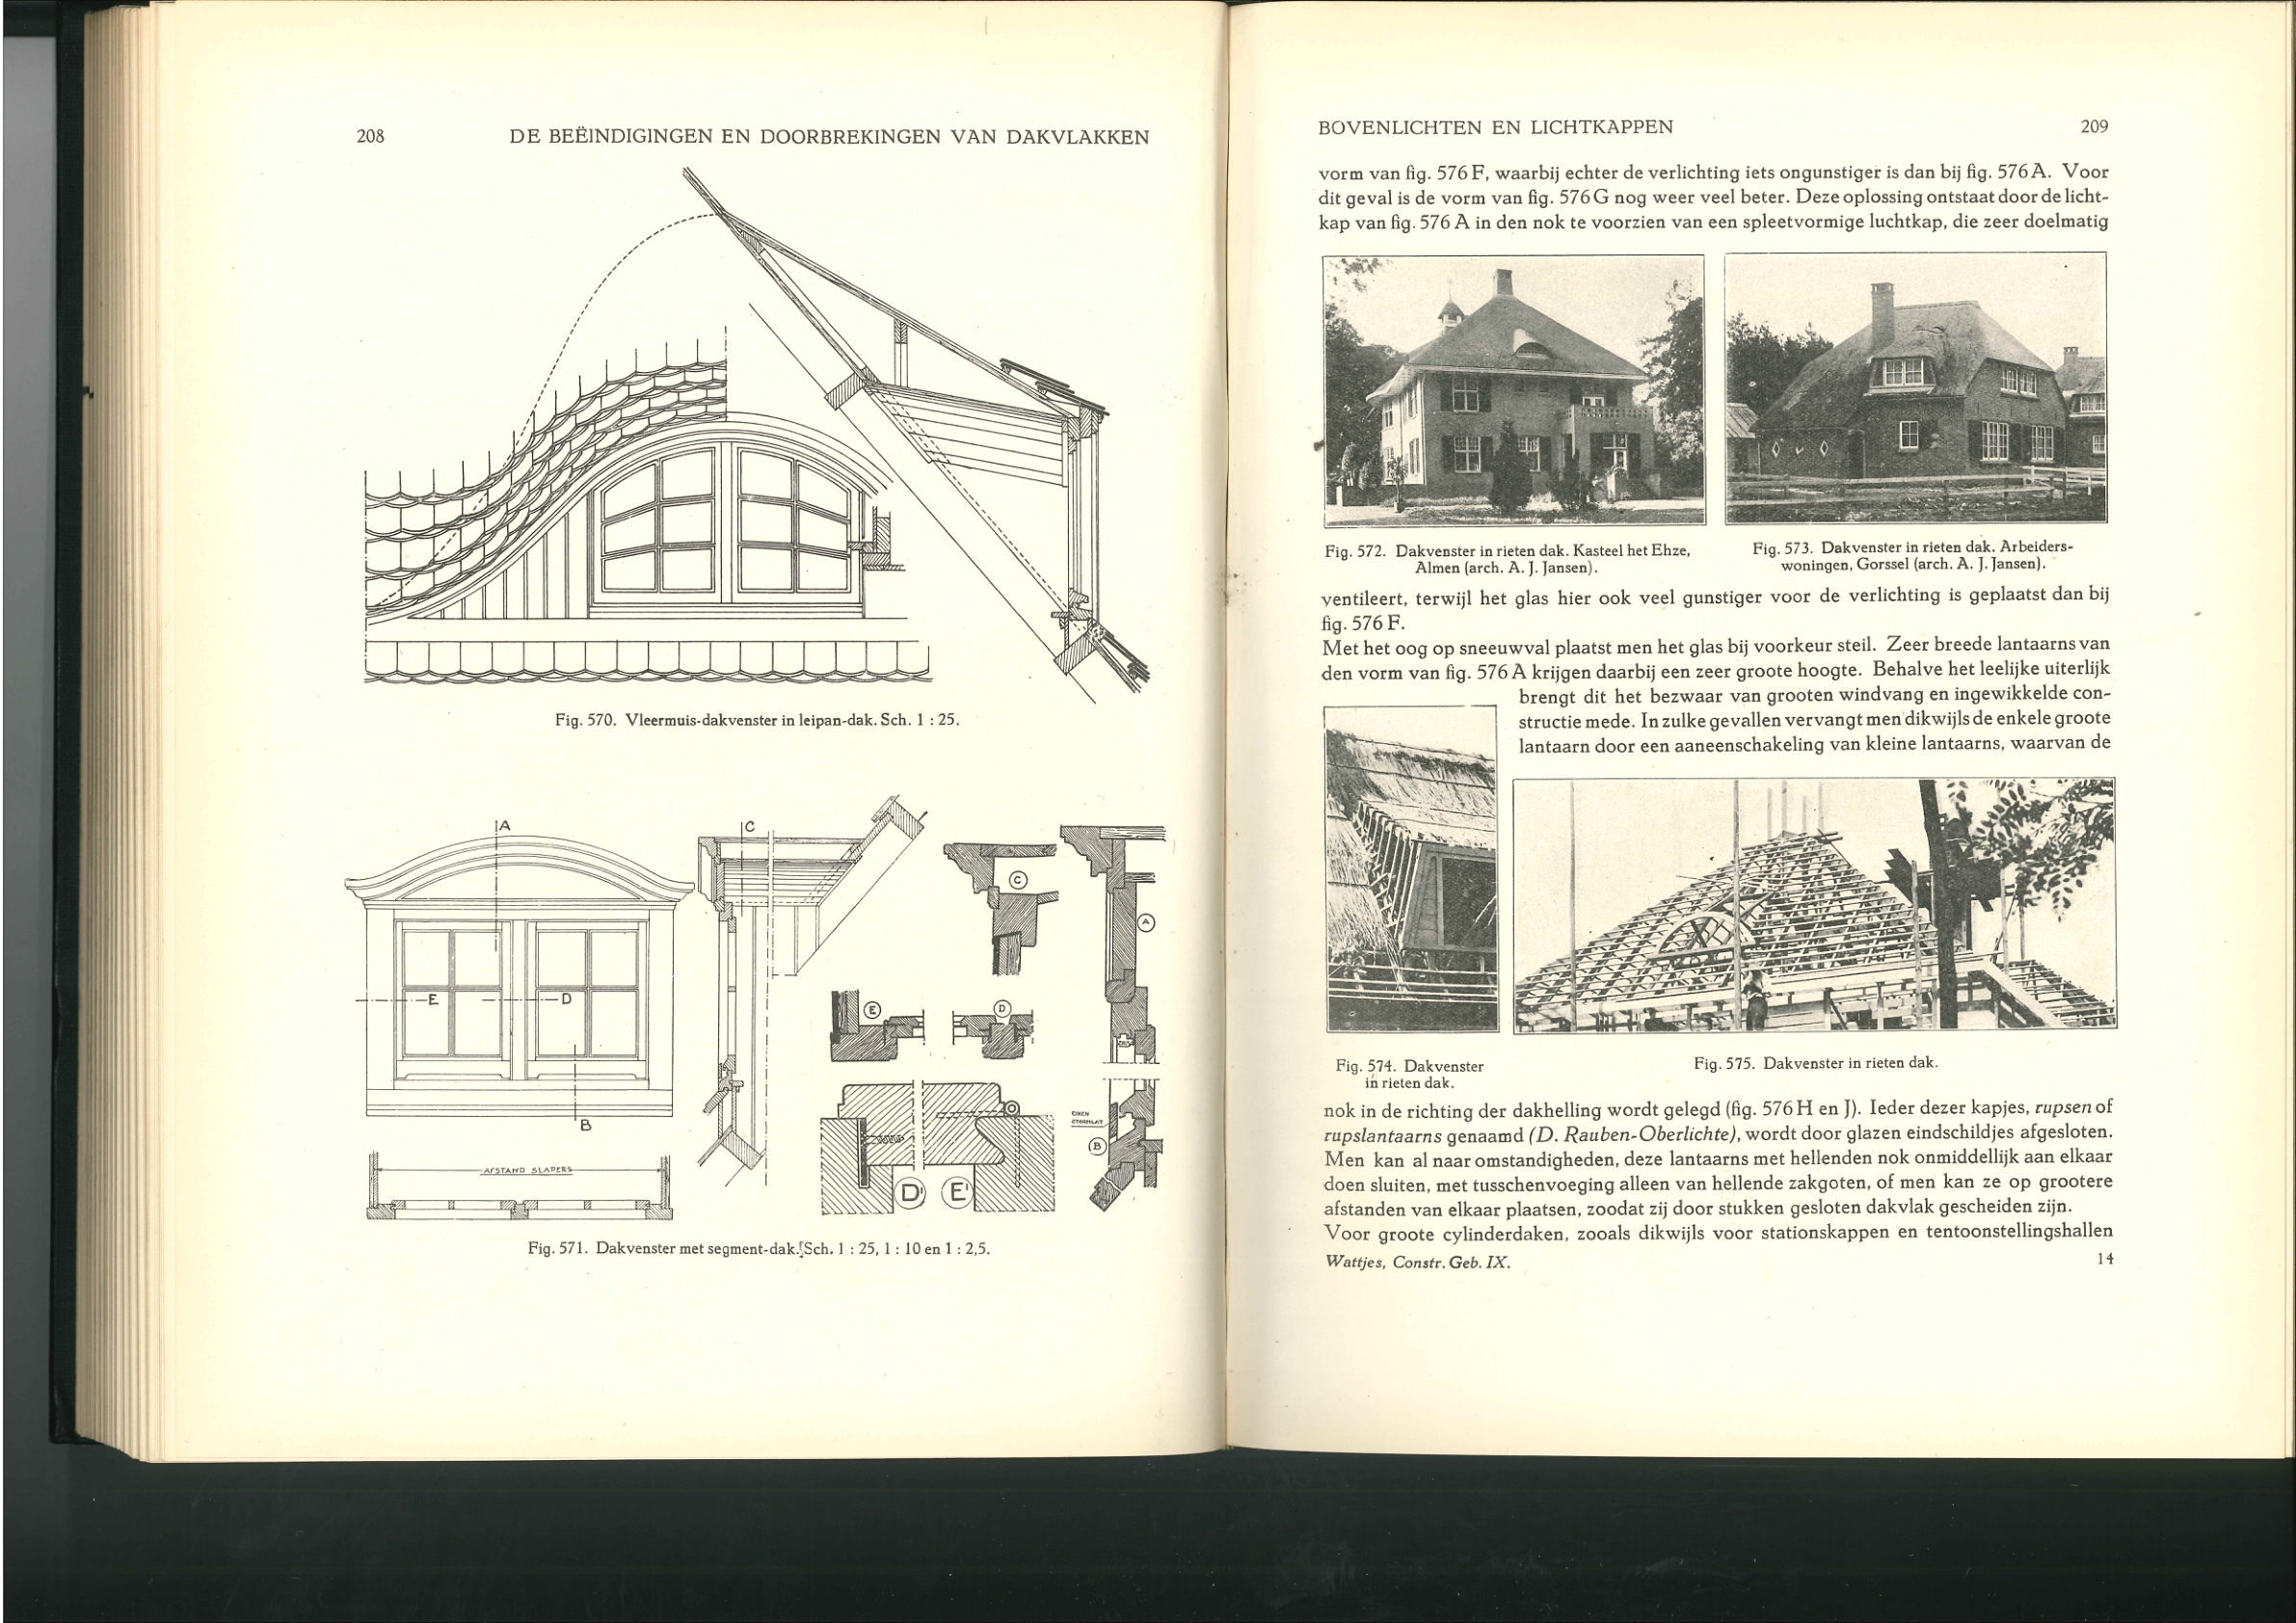 208 DE BEËINDIGINGEN EN DOORBREKINGEN VAN DAKVLAKKEN
Fig. 570. Vleermuis-dakvenster in leipan-dak. Sch. 1 : 25.
A
C
C
A
E
D
E
D
B
EIKEN
STORMLAT
B
AFSTAND SLAPERS
D'
E'
Fig. 571. Dakvenster met segment-dak. Sch. 1 : 25, 1 : 10 en 1 : 2,5.
BOVENLICHTEN EN LICHTKAPPEN 209
vorm van fig. 576 F, waarbij echter de verlichting iets ongunstiger is dan bij fig. 576 A. Voor
dit geval is de vorm van fig. 576 G nog weer veel beter. Deze oplossing ontstaat door de licht-
kap van fig. 576 A in den nok te voorzien van een spleetvormige luchtkap, die zeer doelmatig
Fig. 572. Dakvenster in rieten dak. Kasteel het Ehze,
Almen (arch. A. J. Jansen).
Fig. 573. Dakvenster in rieten dak. Arbeiders-
woningen, Gorssel (arch. A. J. Jansen).
ventileert, terwijl het glas hier ook veel gunstiger voor de verlichting is geplaatst dan bij
fig. 576 F.
Met het oog op sneeuwval plaatst men het glas bij voorkeur steil. Zeer breede lantaarns van
den vorm van fig. 576 A krijgen daarbij een zeer groote hoogte. Behalve het leelijke uiterlijk
brengt dit het bezwaar van grooten windvang en ingewikkelde con-
structie mede. In zulke gevallen vervangt men dikwijls de enkele groote
lantaarn door een aaneenschakeling van kleine lantaarns, waarvan de
Fig. 574. Dakvenster
in rieten dak.
Fig. 575. Dakvenster in rieten dak.
nok in de richting der dakhelling wordt gelegd (fig. 576 H en J). Ieder dezer kapjes, rupsen of
rupslantaarns genaamd (D. Rauben-Oberlichte), wordt door glazen eindschildjes afgesloten.
Men kan al naar omstandigheden, deze lantaarns met hellenden nok onmiddellijk aan elkaar
doen sluiten, met tusschenvoeging alleen van hellende zakgoten, of men kan ze op grootere
afstanden van elkaar plaatsen, zoodat zij door stukken gesloten dakvlak gescheiden zijn.
Voor groote cylinderdaken, zooals dikwijls voor stationskappen en tentoonstellingshallen
Wattjes, Constr. Geb. IX. 14